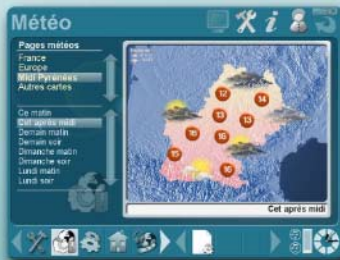 Météo
Pages météos
France
Europe
Midi Pyrénées
Autres cartes
Ce matin
Cet après midi
Demain matin
Demain soir
Dimanche matin
Dimanche soir
Lundi matin
Lundi soir
12
14
13
13
16
16
15
16
Cet après midi